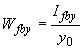 W_fby = I_fby / y_0